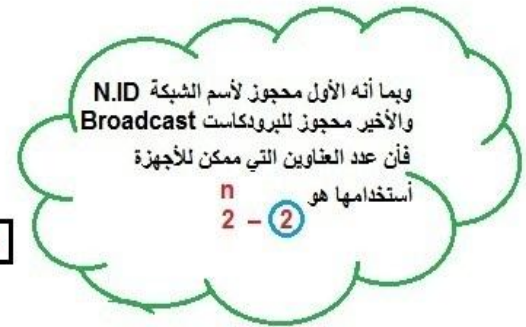 وبما أنه الأول محجوز لأسم الشبكة N.ID
والأخير محجوز للبرودكاست Broadcast
فأن عدد العناوين التي ممكن للأجهزة
أستخدامها هو 2ⁿ - 2